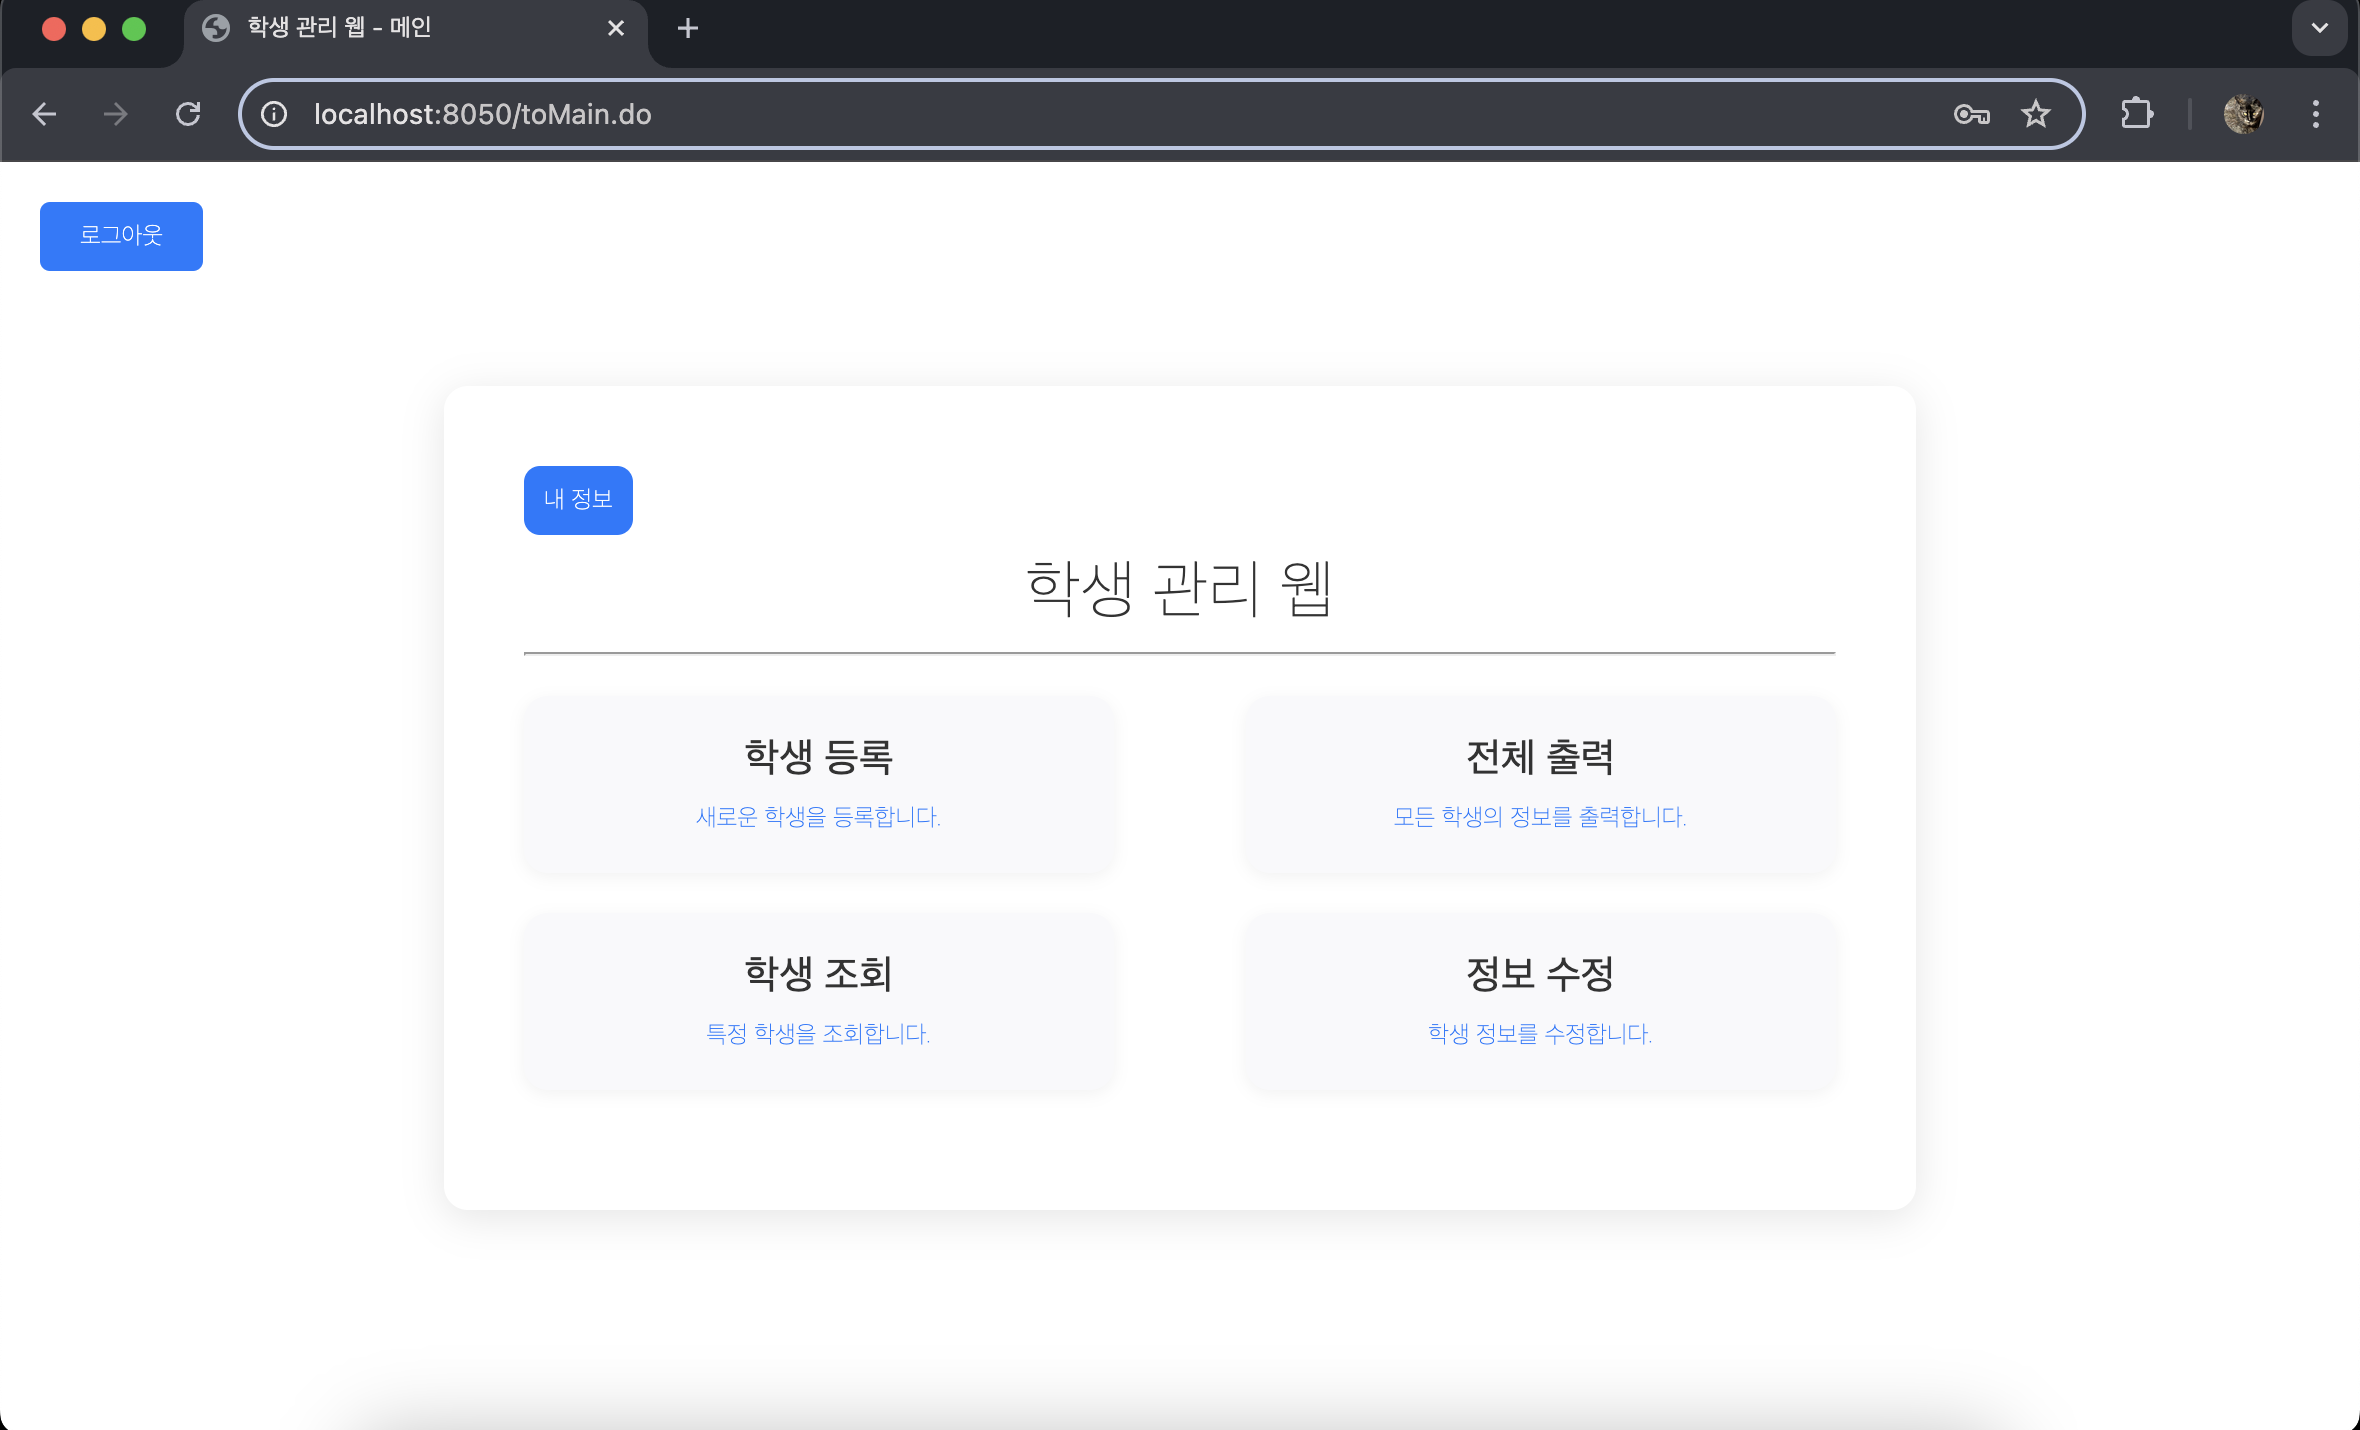 학생 관리 웹 - 메인
localhost:8050/toMain.do
로그아웃
내 정보
학생 관리 웹
학생 등록
새로운 학생을 등록합니다.
전체 출력
모든 학생의 정보를 출력합니다.
학생 조회
특정 학생을 조회합니다.
정보 수정
학생 정보를 수정합니다.